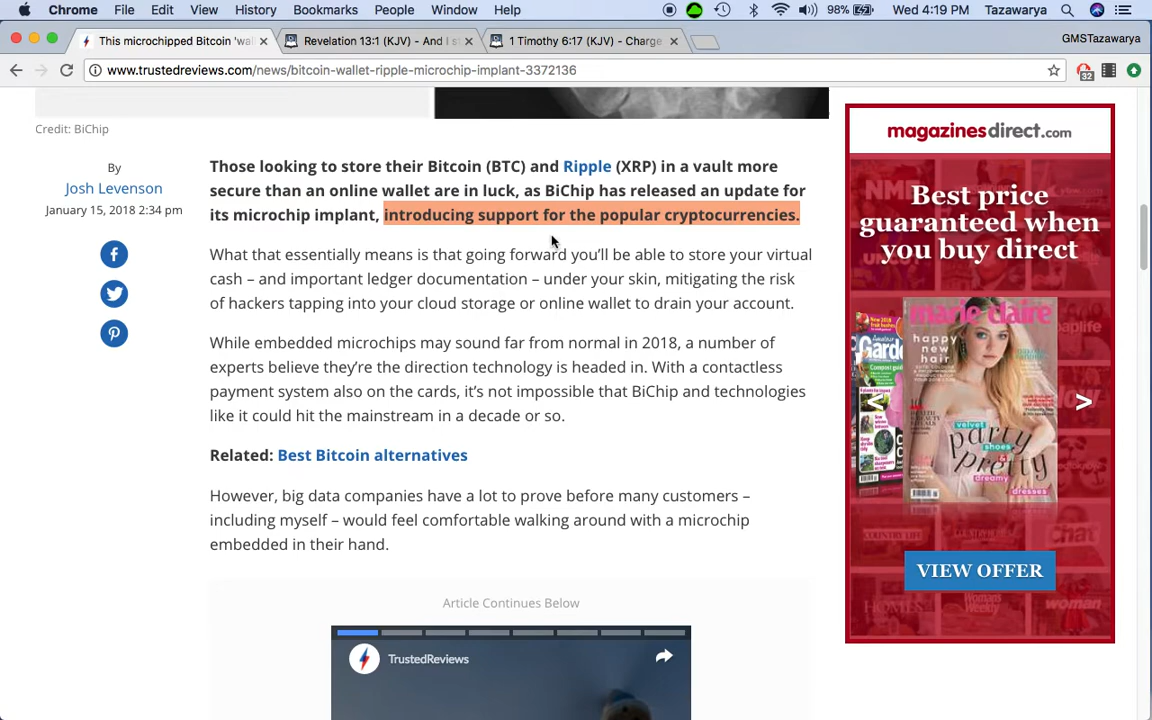 Chrome File Edit View History Bookmarks People Window Help 98% Wed 4:19 PM Tazawarya
This microchipped Bitcoin 'wal Revelation 13:1 (KJV) - And I st 1 Timothy 6:17 (KJV) - Charge GMSTazawarya
www.trustedreviews.com/news/bitcoin-wallet-ripple-microchip-implant-3372136 32
Credit: BiChip
By
Josh Levenson
January 15, 2018 2:34 pm
Those looking to store their Bitcoin (BTC) and Ripple (XRP) in a vault more
secure than an online wallet are in luck, as BiChip has released an update for
its microchip implant, introducing support for the popular cryptocurrencies.
What that essentially means is that going forward you'll be able to store your virtual
cash – and important ledger documentation – under your skin, mitigating the risk
of hackers tapping into your cloud storage or online wallet to drain your account.
While embedded microchips may sound far from normal in 2018, a number of
experts believe they're the direction technology is headed in. With a contactless
payment system also on the cards, it's not impossible that BiChip and technologies
like it could hit the mainstream in a decade or so.
Related: Best Bitcoin alternatives
However, big data companies have a lot to prove before many customers –
including myself – would feel comfortable walking around with a microchip
embedded in their hand.
Article Continues Below
TrustedReviews
magazinesdirect.com
Best price
guaranteed when
you buy direct
marie claire
happy
new
hair
party
shoes
pretty
dreamy
dresses
VIEW OFFER